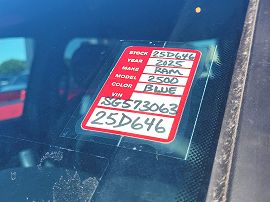 STOCK 25D646
YEAR 2025
MAKE RAM
MODEL 2500
COLOR BLUE
VIN SG573063
25D646